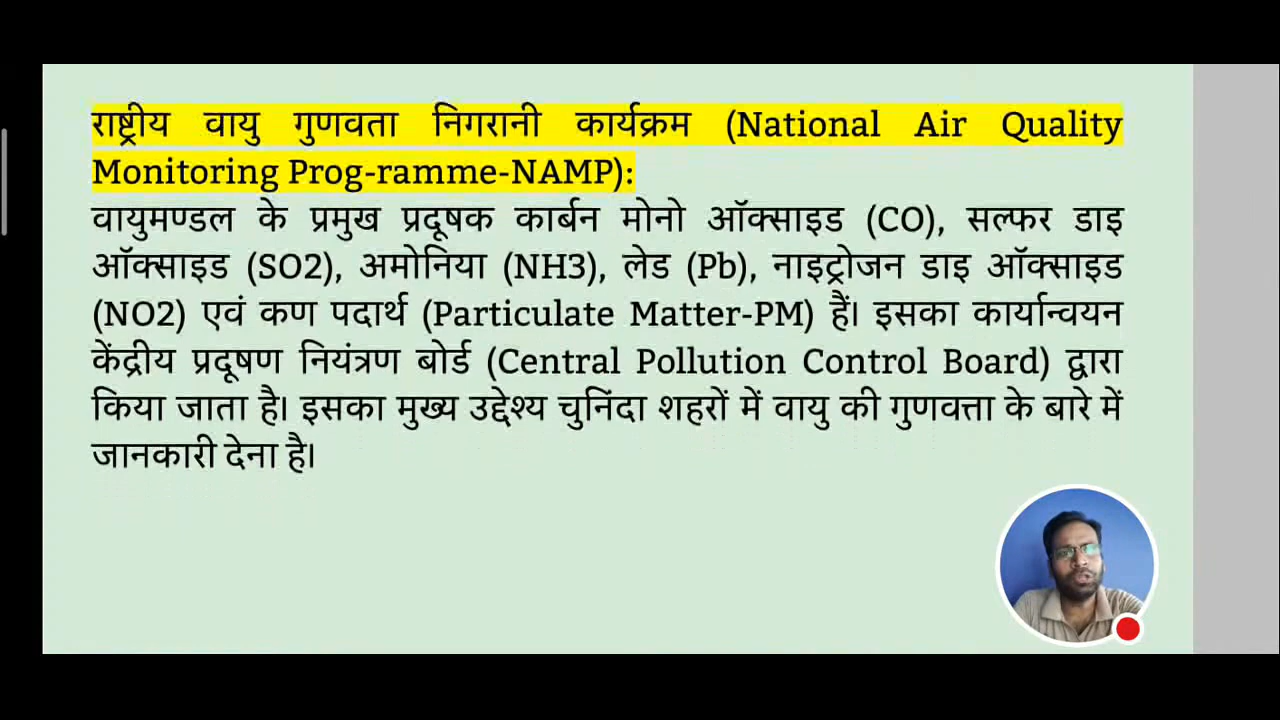 राष्ट्रीय वायु गुणवता निगरानी कार्यक्रम (National Air Quality
Monitoring Prog-ramme-NAMP):
वायुमण्डल के प्रमुख प्रदूषक कार्बन मोनो ऑक्साइड (CO), सल्फर डाइ
ऑक्साइड (SO2), अमोनिया (NH3), लेड (Pb), नाइट्रोजन डाइ ऑक्साइड
(NO2) एवं कण पदार्थ (Particulate Matter-PM) हैं। इसका कार्यान्वयन
केंद्रीय प्रदूषण नियंत्रण बोर्ड (Central Pollution Control Board) द्वारा
किया जाता है। इसका मुख्य उद्देश्य चुनिंदा शहरों में वायु की गुणवत्ता के बारे में
जानकारी देना है।